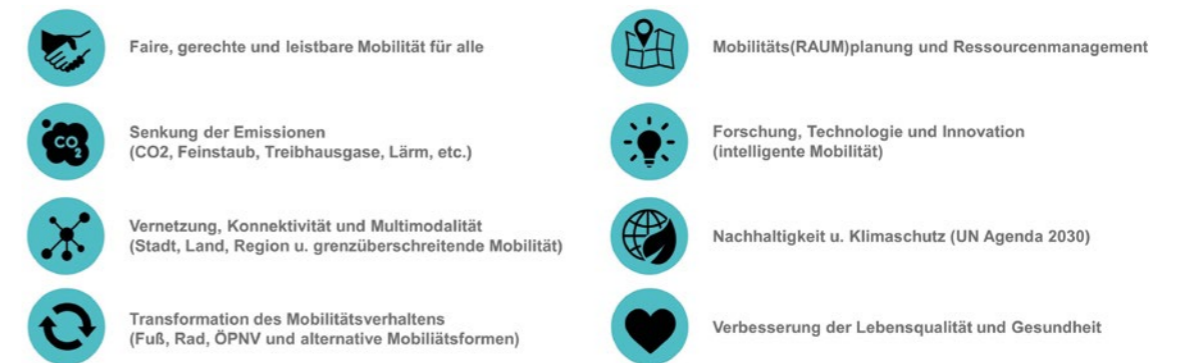 Faire, gerechte und leistbare Mobilität für alle
Senkung der Emissionen
(CO2, Feinstaub, Treibhausgase, Lärm, etc.)
CO2
Vernetzung, Konnektivität und Multimodalität
(Stadt, Land, Region u. grenzüberschreitende Mobilität)
Transformation des Mobilitätsverhaltens
(Fuß, Rad, ÖPNV und alternative Mobiliätsformen)
Mobilitäts(RAUM)planung und Ressourcenmanagement
Forschung, Technologie und Innovation
(intelligente Mobilität)
Nachhaltigkeit u. Klimaschutz (UN Agenda 2030)
Verbesserung der Lebensqualität und Gesundheit